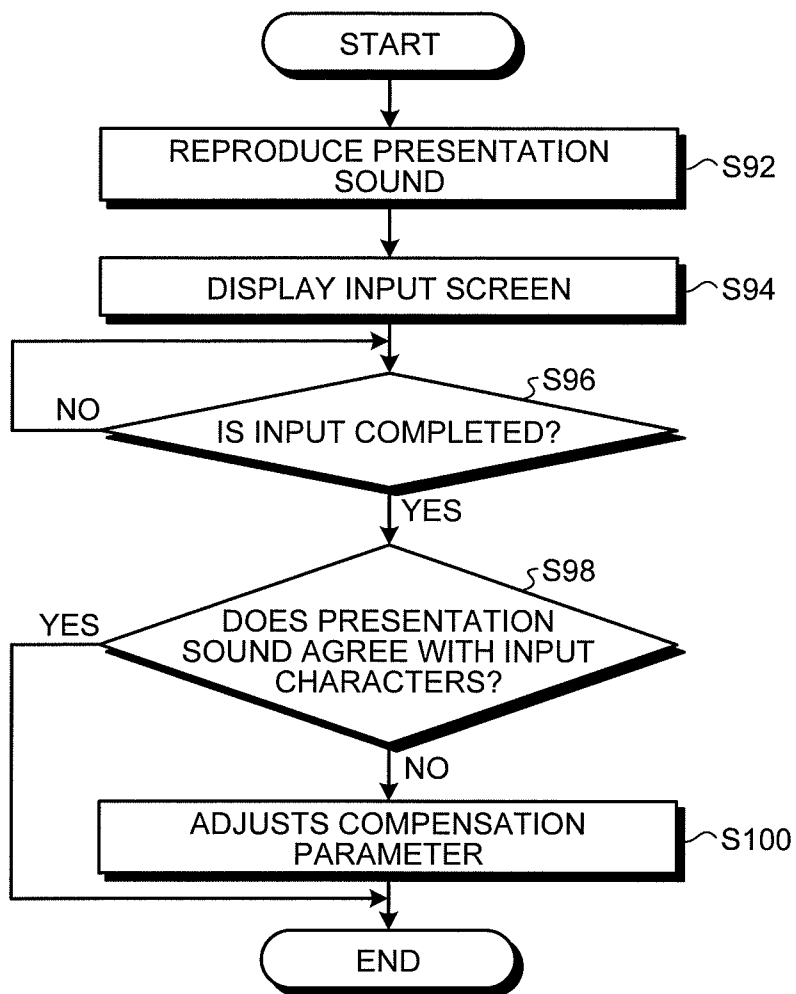 START
REPRODUCE PRESENTATION
SOUND
S92
DISPLAY INPUT SCREEN
S94
S96
NO
IS INPUT COMPLETED?
YES
S98
YES
DOES PRESENTATION
SOUND AGREE WITH INPUT
CHARACTERS?
NO
ADJUSTS COMPENSATION
PARAMETER
S100
END